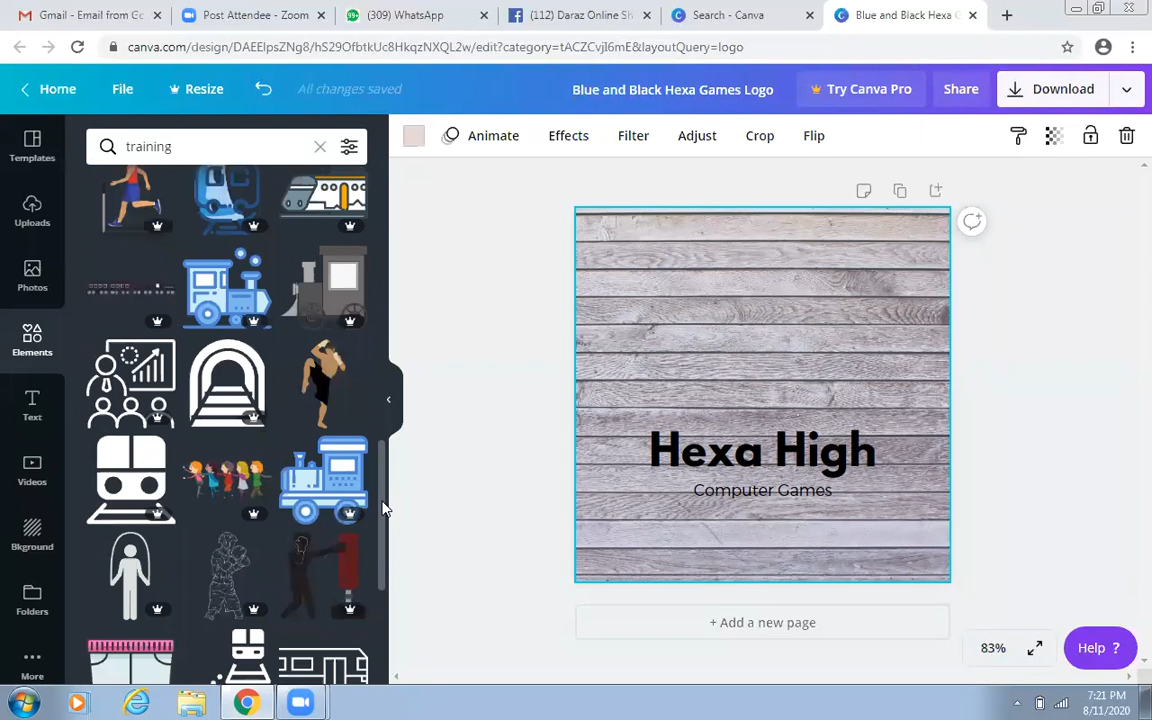 Gmail - Email from Gc
Post Attendee - Zoom
(309) WhatsApp
(112) Daraz Online Sh
Search - Canva
Blue and Black Hexa G
canva.com/design/DAEElpsZNg8/hS29OfbtkUc8HkqzNXQL2w/edit?category=tACZCvjI6mE&layoutQuery=logo
Home
File
Resize
All changes saved
Blue and Black Hexa Games Logo
Try Canva Pro
Share
Download
Templates
training
Animate
Effects
Filter
Adjust
Crop
Flip
Uploads
Photos
Elements
Text
Videos
Bkground
Folders
More
Hexa High
Computer Games
+ Add a new page
83%
Help ?
7:21 PM
8/11/2020